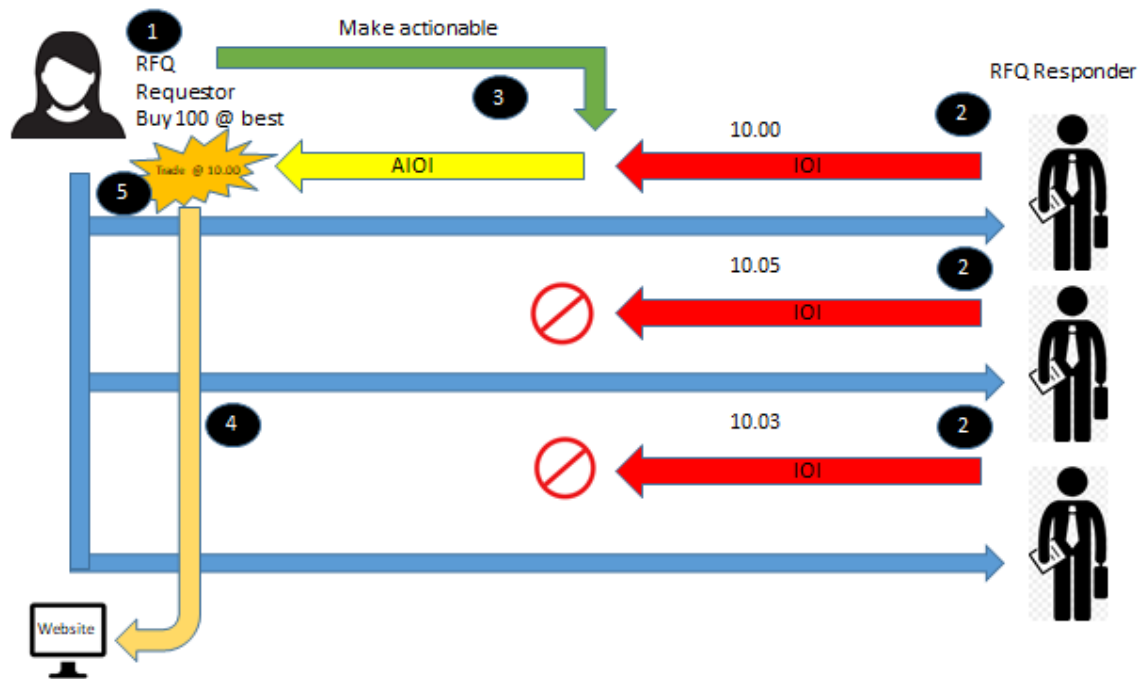 1
Make actionable
RFQ
Requestor
Buy 100 @ best
3
RFQ Responder
2
10.00
IOI
AIOI
Trade @ 10.00
5
10.05
2
IOI
4
10.03
2
IOI
Website